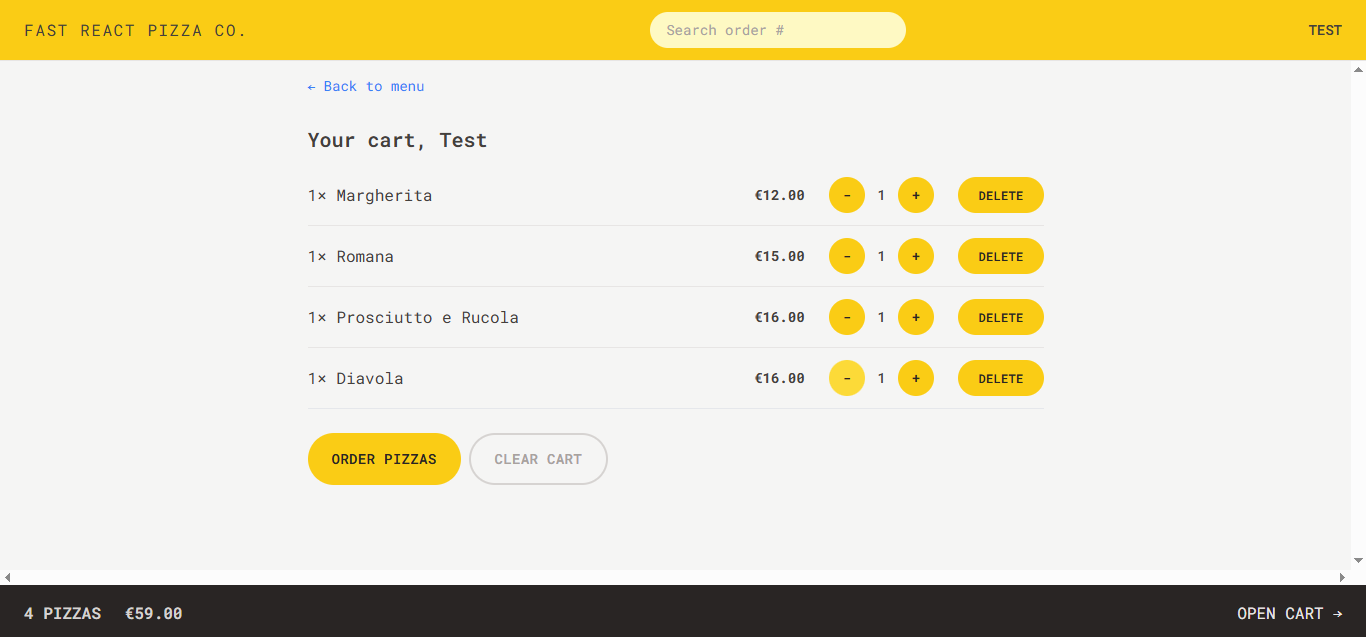 FAST REACT PIZZA CO. Search order # TEST
← Back to menu
Your cart, Test
1× Margherita €12.00 - 1 + DELETE
1× Romana €15.00 - 1 + DELETE
1× Prosciutto e Rucola €16.00 - 1 + DELETE
1× Diavola €16.00 - 1 + DELETE
ORDER PIZZAS CLEAR CART
4 PIZZAS €59.00 OPEN CART →